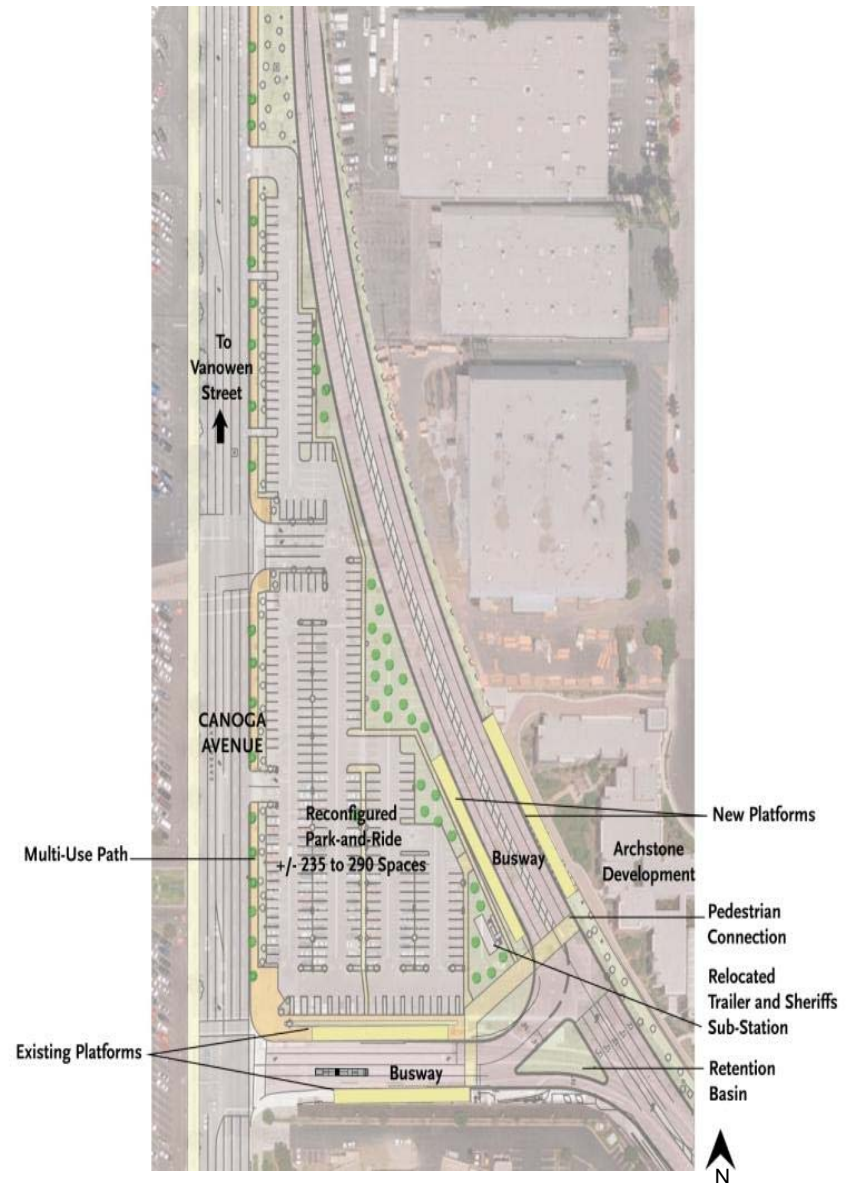 To
Vanowen
Street
CANOGA
AVENUE
Reconfigured
Park-and-Ride
+/- 235 to 290 Spaces
Multi-Use Path
New Platforms
Busway
Archstone
Development
Pedestrian
Connection
Relocated
Trailer and Sheriffs
Sub-Station
Existing Platforms
Busway
Retention
Basin
N